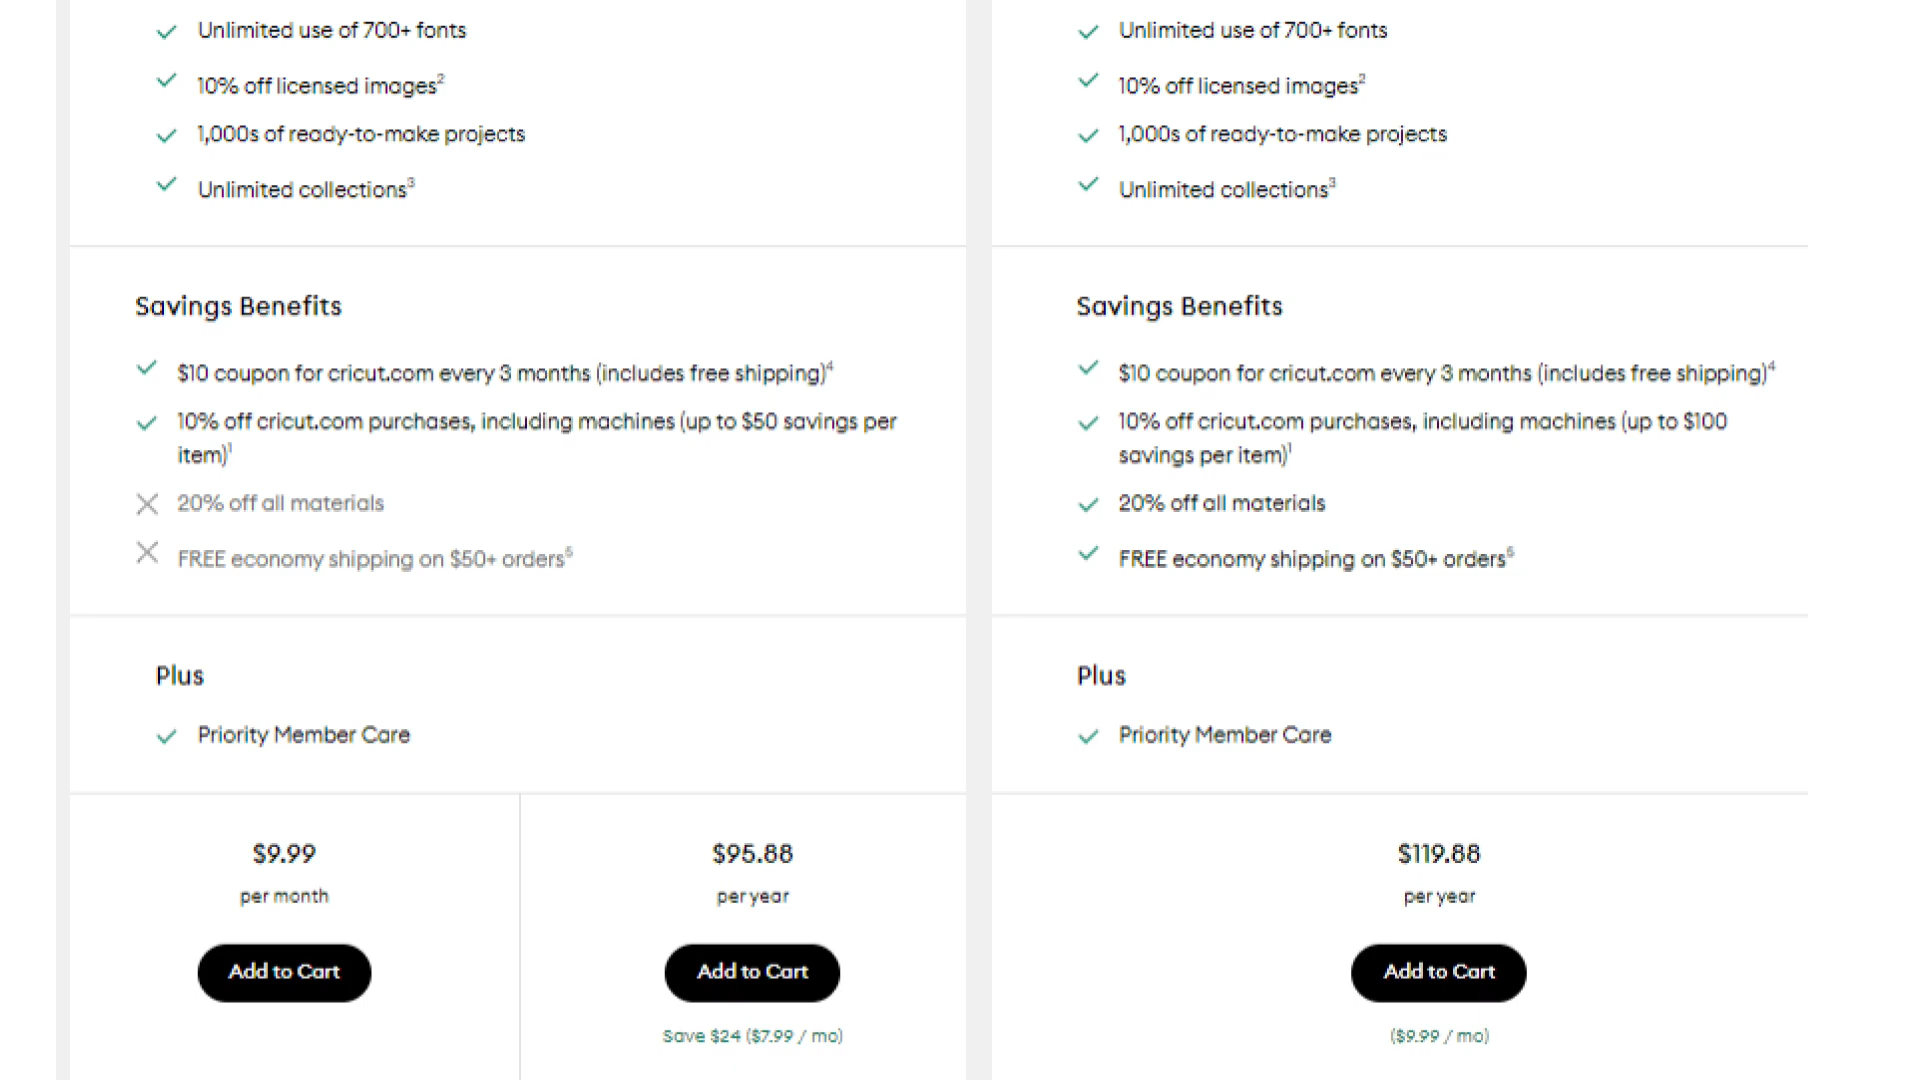 Unlimited use of 700+ fonts
10% off licensed images²
1,000s of ready-to-make projects
Unlimited collections³
Savings Benefits
$10 coupon for cricut.com every 3 months (includes free shipping)⁴
10% off cricut.com purchases, including machines (up to $50 savings per
item)¹
20% off all materials
FREE economy shipping on $50+ orders⁵
Plus
Priority Member Care
$9.99
per month
Add to Cart
$95.88
per year
Add to Cart
Save $24 ($7.99 / mo)
Unlimited use of 700+ fonts
10% off licensed images²
1,000s of ready-to-make projects
Unlimited collections³
Savings Benefits
$10 coupon for cricut.com every 3 months (includes free shipping)⁴
10% off cricut.com purchases, including machines (up to $100
savings per item)¹
20% off all materials
FREE economy shipping on $50+ orders⁵
Plus
Priority Member Care
$119.88
per year
Add to Cart
($9.99 / mo)